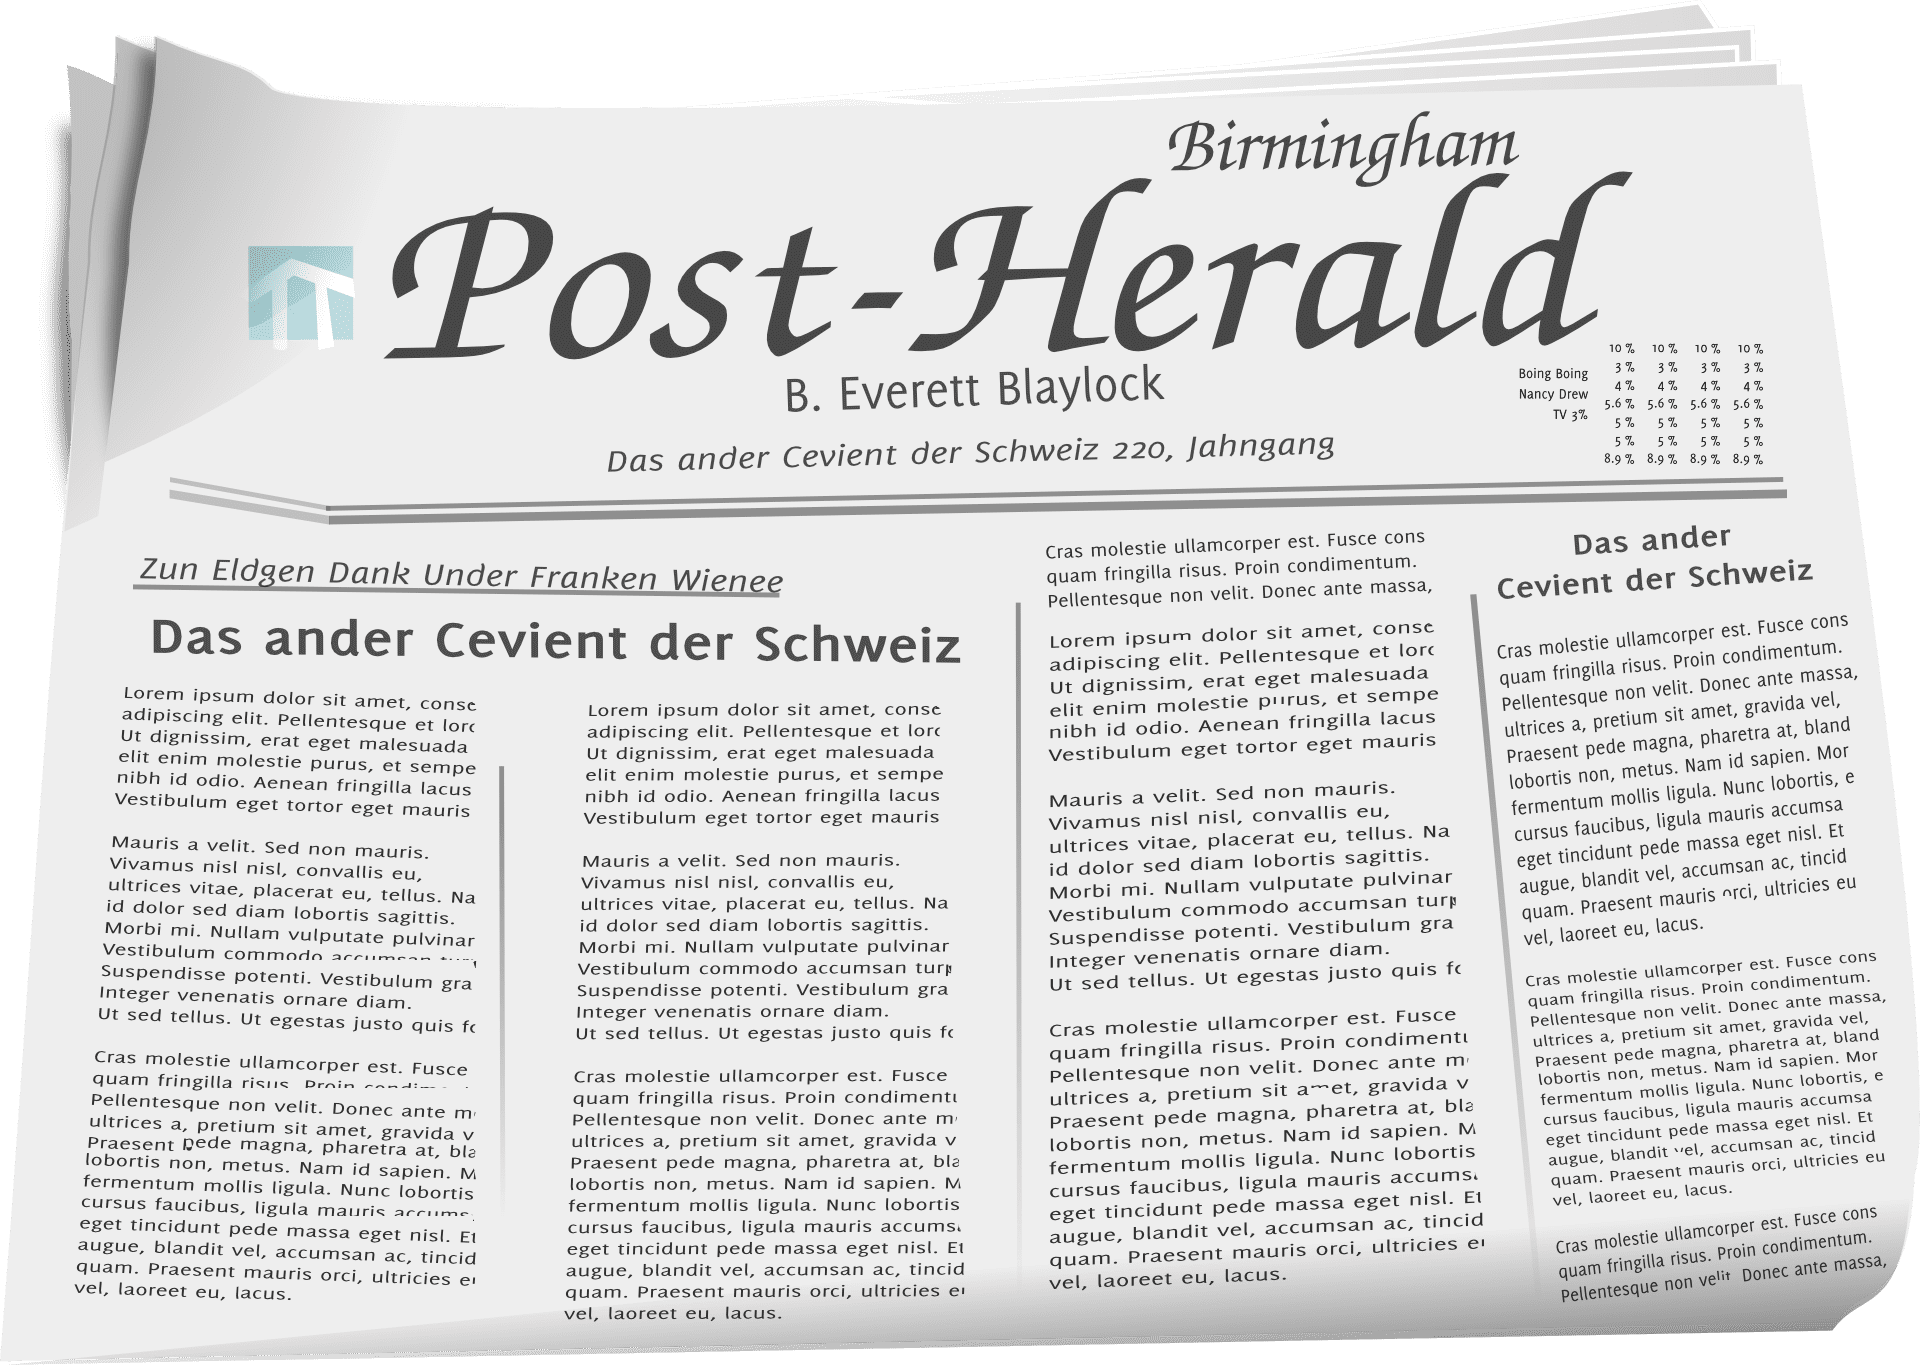 Birmingham
Post-Herald
B. Everett Blaylock
Das ander Cevient der Schweiz 220, Jahngang
Boing Boing
Nancy Drew
TV 3%
10 % 10 % 10 % 10 %
3 % 3 % 3 % 3 %
4 % 4 % 4 % 4 %
5.6 % 5.6 % 5.6 % 5.6 %
5 % 5 % 5 % 5 %
5 % 5 % 5 % 5 %
8.9 % 8.9 % 8.9 % 8.9 %
Zun Eldgen Dank Under Franken Wienee
Das ander Cevient der Schweiz
Lorem ipsum dolor sit amet, conse
adipiscing elit. Pellentesque et lorc
Ut dignissim, erat eget malesuada
elit enim molestie purus, et sempe
nibh id odio. Aenean fringilla lacus
Vestibulum eget tortor eget mauris
Mauris a velit. Sed non mauris.
Vivamus nisl nisl, convallis eu,
ultrices vitae, placerat eu, tellus. Na
id dolor sed diam lobortis sagittis.
Morbi mi. Nullam vulputate pulvinar
Vestibulum commodo accumsan
Suspendisse potenti. Vestibulum gra
Integer venenatis ornare diam.
Ut sed tellus. Ut egestas justo quis fc
Cras molestie ullamcorper est. Fusce
quam fringilla risus. Proin
Pellentesque non velit. Donec ante m
ultrices a, pretium sit amet, gravida v
Praesent pede magna, pharetra at, bla
lobortis non, metus. Nam id sapien. M
fermentum mollis ligula. Nunc lobortis
cursus faucibus, ligula mauris accums
eget tincidunt pede massa eget nisl. Et
augue, blandit vel, accumsan ac, tincid
quam. Praesent mauris orci, ultricies e
vel, laoreet eu, lacus.
Lorem ipsum dolor sit amet, conse
adipiscing elit. Pellentesque et lorc
Ut dignissim, erat eget malesuada
elit enim molestie purus, et sempe
nibh id odio. Aenean fringilla lacus
Vestibulum eget tortor eget mauris
Mauris a velit. Sed non mauris.
Vivamus nisl nisl, convallis eu,
ultrices vitae, placerat eu, tellus. Na
id dolor sed diam lobortis sagittis.
Morbi mi. Nullam vulputate pulvinar
Vestibulum commodo accumsan turp
Suspendisse potenti. Vestibulum gra
Integer venenatis ornare diam.
Ut sed tellus. Ut egestas justo quis fc
Cras molestie ullamcorper est. Fusce
quam fringilla risus. Proin condimentu
Pellentesque non velit. Donec ante m
ultrices a, pretium sit amet, gravida v
Praesent pede magna, pharetra at, bla
lobortis non, metus. Nam id sapien. M
fermentum mollis ligula. Nunc lobortis
cursus faucibus, ligula mauris accums
eget tincidunt pede massa eget nisl. Et
augue, blandit vel, accumsan ac, tincid
quam. Praesent mauris orci, ultricies e
vel, laoreet eu, lacus.
Cras molestie ullamcorper est. Fusce cons
quam fringilla risus. Proin condimentum.
Pellentesque non velit. Donec ante massa,
Lorem ipsum dolor sit amet, conse
adipiscing elit. Pellentesque et lorc
Ut dignissim, erat eget malesuada
elit enim molestie purus, et sempe
nibh id odio. Aenean fringilla lacus
Vestibulum eget tortor eget mauris
Mauris a velit. Sed non mauris.
Vivamus nisl nisl, convallis eu,
ultrices vitae, placerat eu, tellus. Na
id dolor sed diam lobortis sagittis.
Morbi mi. Nullam vulputate pulvinar
Vestibulum commodo accumsan turp
Suspendisse potenti. Vestibulum gra
Integer venenatis ornare diam.
Ut sed tellus. Ut egestas justo quis fc
Cras molestie ullamcorper est. Fusce
quam fringilla risus. Proin condimentu
Pellentesque non velit. Donec ante m
ultrices a, pretium sit amet, gravida v
Praesent pede magna, pharetra at, bla
lobortis non, metus. Nam id sapien. M
fermentum mollis ligula. Nunc lobortis
cursus faucibus, ligula mauris accums
eget tincidunt pede massa eget nisl. Et
augue, blandit vel, accumsan ac, tincid
quam. Praesent mauris orci, ultricies e
vel, laoreet eu, lacus.
Das ander
Cevient der Schweiz
Cras molestie ullamcorper est. Fusce cons
quam fringilla risus. Proin condimentum.
Pellentesque non velit. Donec ante massa,
ultrices a, pretium sit amet, gravida vel,
Praesent pede magna, pharetra at, bland
lobortis non, metus. Nam id sapien. Mor
fermentum mollis ligula. Nunc lobortis, e
cursus faucibus, ligula mauris accumsa
eget tincidunt pede massa eget nisl. Et
augue, blandit vel, accumsan ac, tincid
quam. Praesent mauris orci, ultricies eu
vel, laoreet eu, lacus.
Cras molestie ullamcorper est. Fusce cons
quam fringilla risus. Proin condimentum.
Pellentesque non velit. Donec ante massa,
ultrices a, pretium sit amet, gravida vel,
Praesent pede magna, pharetra at, bland
lobortis non, metus. Nam id sapien. Mor
fermentum mollis ligula. Nunc lobortis, e
cursus faucibus, ligula mauris accumsa
eget tincidunt pede massa eget nisl. Et
augue, blandit vel, accumsan ac, tincid
quam. Praesent mauris orci, ultricies eu
vel, laoreet eu, lacus.
Cras molestie ullamcorper est. Fusce cons
quam fringilla risus. Proin condimentum.
Pellentesque non velit. Donec ante massa,